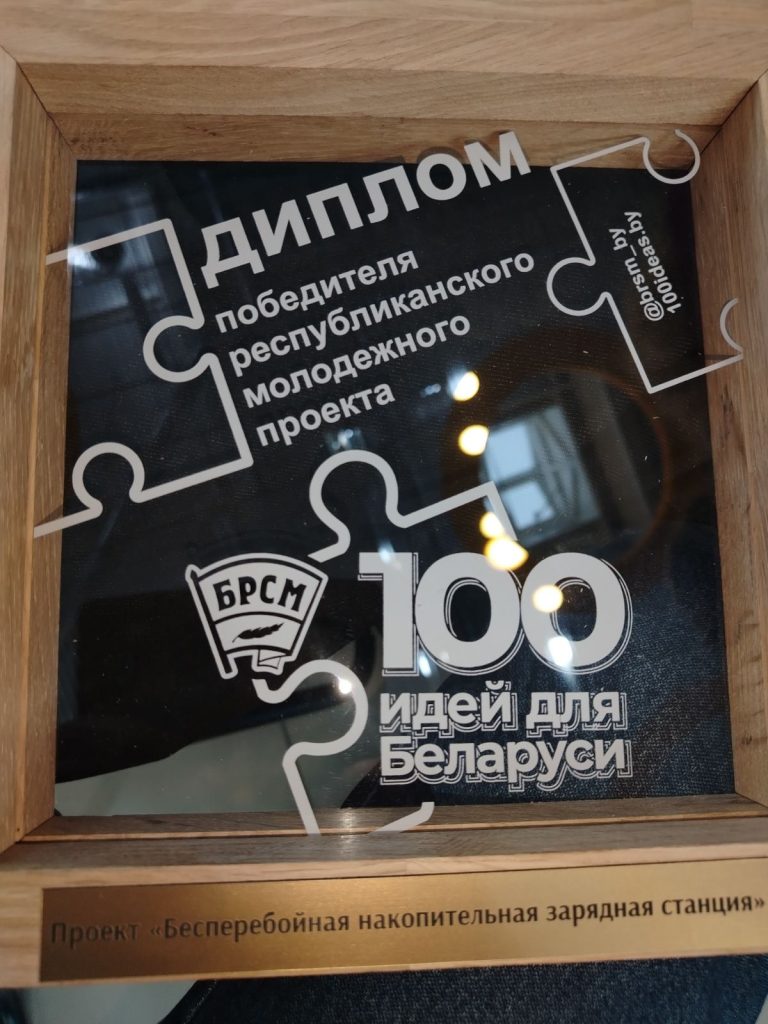 ДИПЛОМ
победителя
республиканского
молодежного
проекта
@brsm_by
100ideas.by
БРСМ
100
идей для
Беларуси
Проект «Бесперебойная накопительная зарядная станция»